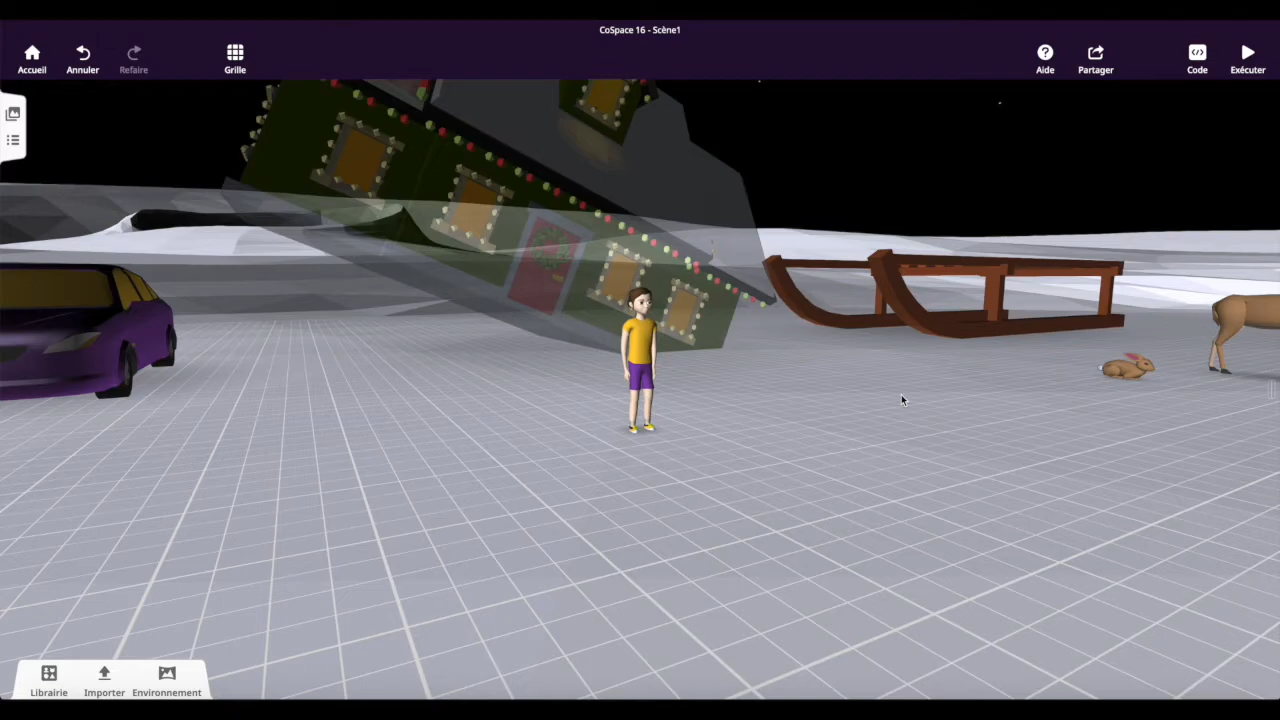 CoSpace 16 - Scène1
Accueil
Annuler
Refaire
Grille
Aide
Partager
Code
Exécuter
Librairie
Importer
Environnement